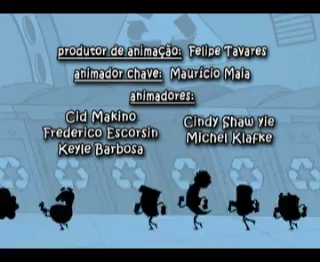 produtor de animação: Felipe Tavares
animador chave: Maurício Maia
animadores:
Cid Makino
Frederico Escorsin
Keyle Barbosa
Cindy Shaw Yie
Michel Klafke